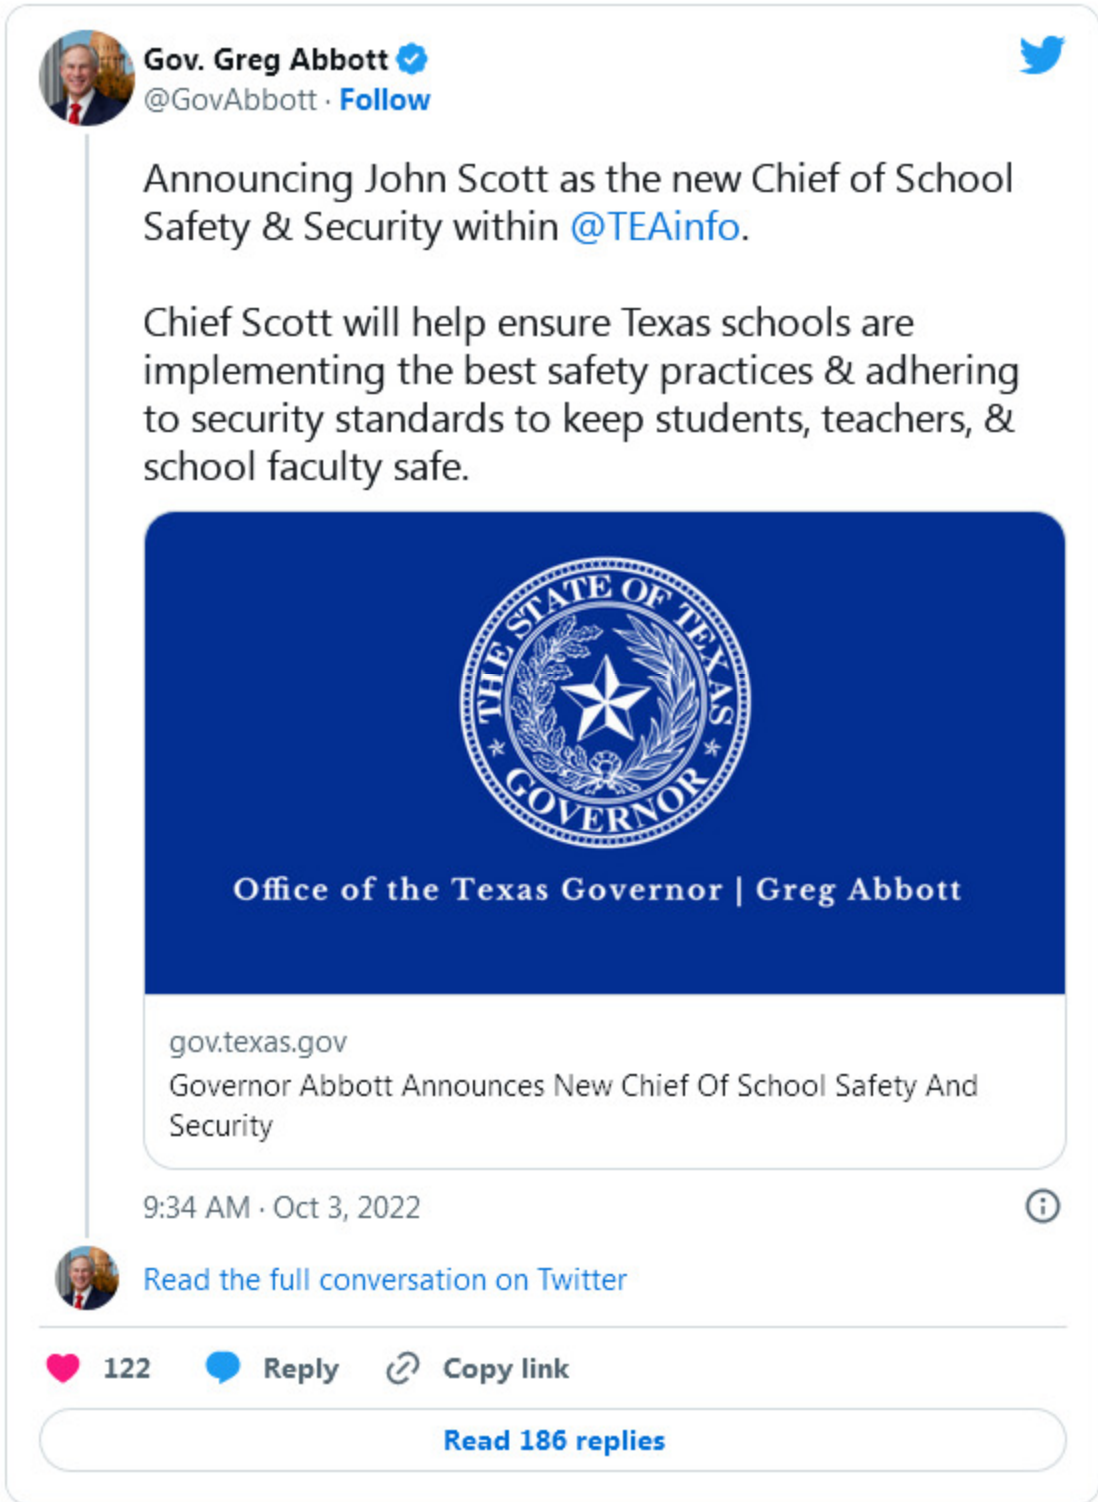 Gov. Greg Abbott
@GovAbbott · Follow
Announcing John Scott as the new Chief of School
Safety & Security within @TEAinfo.
Chief Scott will help ensure Texas schools are
implementing the best safety practices & adhering
to security standards to keep students, teachers, &
school faculty safe.
THE STATE OF TEXAS
GOVERNOR
Office of the Texas Governor | Greg Abbott
gov.texas.gov
Governor Abbott Announces New Chief Of School Safety And
Security
9:34 AM · Oct 3, 2022
Read the full conversation on Twitter
122 Reply Copy link
Read 186 replies